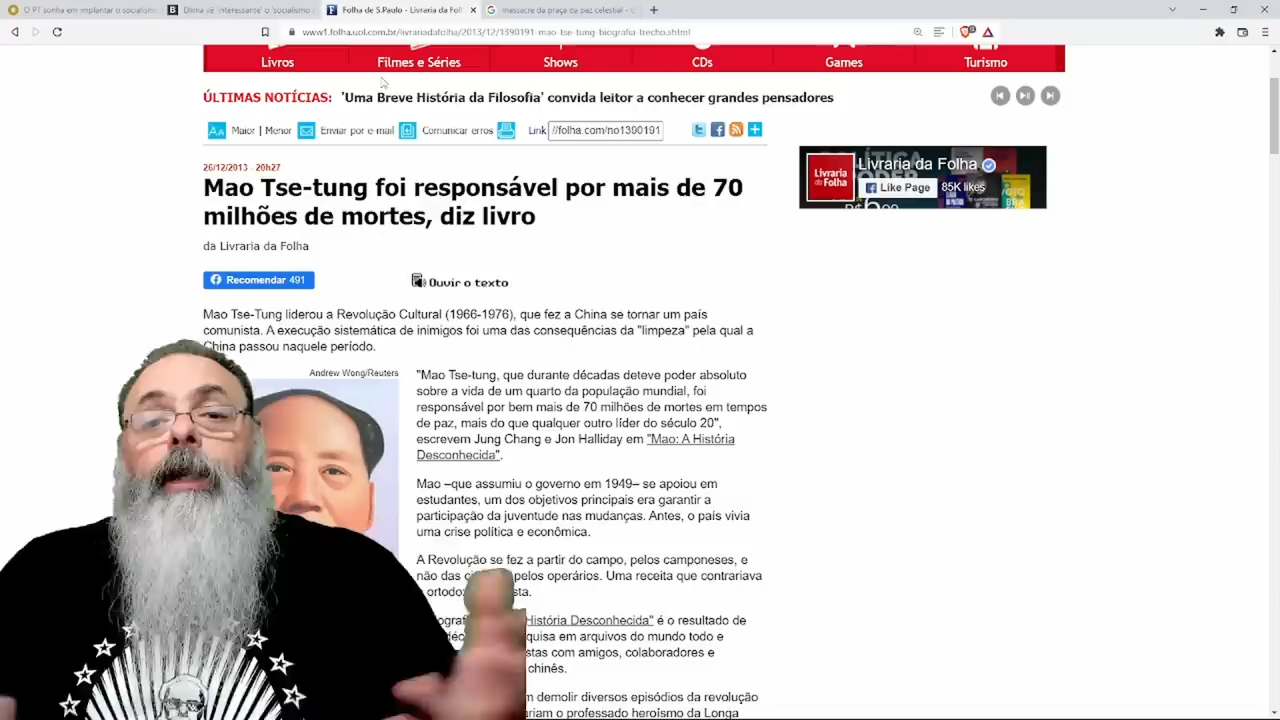 O PT sonha em implantar o socialism
Dilma vê 'interessante' o 'socialismo
Folha de S.Paulo - Livraria da Fol
massacre da praça da paz celestial -
www1.folha.uol.com.br/livrariadafolha/2013/12/1390191-mao-tse-tung-biografia-trecho.shtml
Livros Filmes e Séries Shows CDs Games Turismo
ÚLTIMAS NOTÍCIAS: 'Uma Breve História da Filosofia' convida leitor a conhecer grandes pensadores
AA Maior | Menor Enviar por e-mail Comunicar erros Link //folha.com/no1390191
26/12/2013 - 20h27
Mao Tse-tung foi responsável por mais de 70
milhões de mortes, diz livro
da Livraria da Folha
Recomendar 491
Ouvir o texto
Livraria da Folha
Livraria da Folha
Like Page 85K likes
Mao Tse-Tung liderou a Revolução Cultural (1966-1976), que fez a China se tornar um país
comunista. A execução sistemática de inimigos foi uma das consequências da "limpeza" pela qual a
China passou naquele período.
Andrew Wong/Reuters
"Mao Tse-tung, que durante décadas deteve poder absoluto
sobre a vida de um quarto da população mundial, foi
responsável por bem mais de 70 milhões de mortes em tempos
de paz, mais do que qualquer outro líder do século 20",
escrevem Jung Chang e Jon Halliday em "Mao: A História
Desconhecida".
Mao –que assumiu o governo em 1949– se apoiou em
estudantes, um dos objetivos principais era garantir a
participação da juventude nas mudanças. Antes, o país vivia
uma crise política e econômica.
A Revolução se fez a partir do campo, pelos camponeses, e
não das pelos operários. Uma receita que contrariava
História Desconhecida" é o resultado de
arquivos do mundo todo e
com amigos, colaboradores e
chinês.
demolir diversos episódios da revolução
o professado heroísmo da Longa